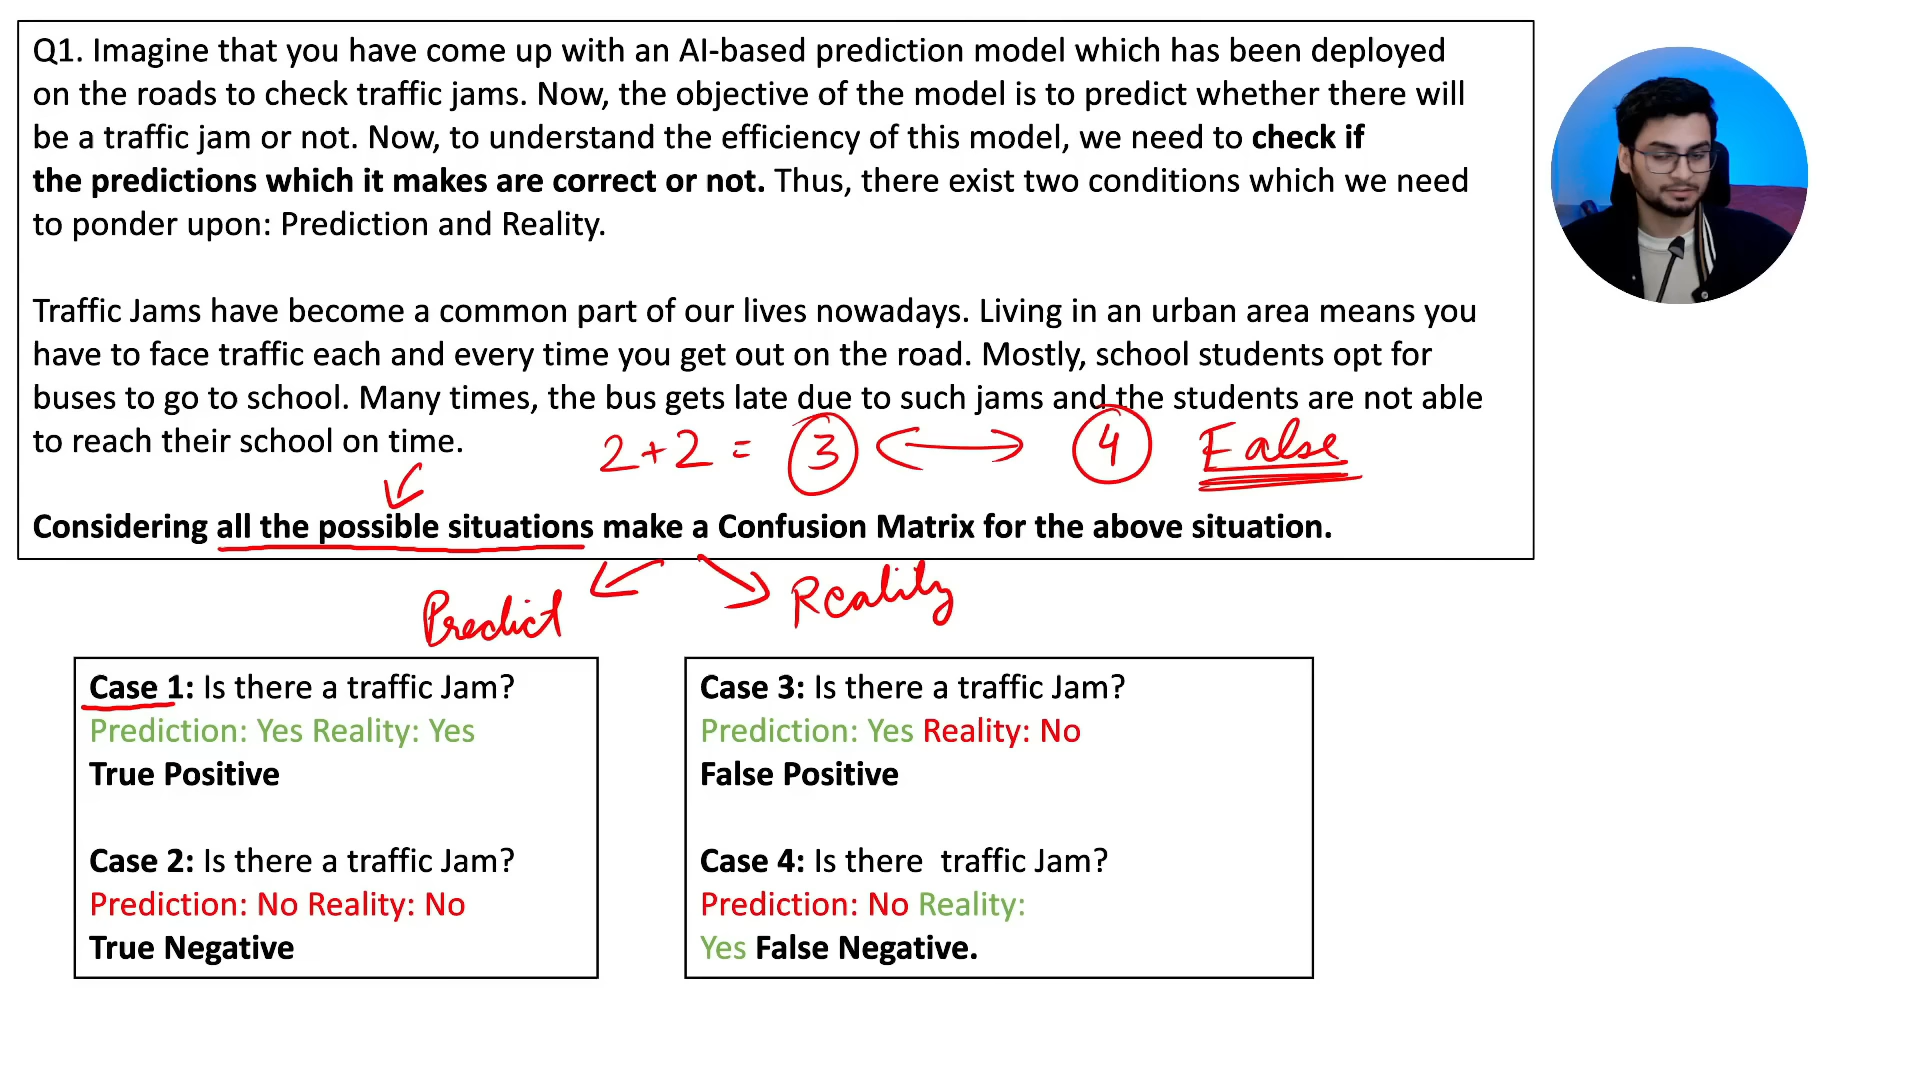 Q1. Imagine that you have come up with an AI-based prediction model which has been deployed
on the roads to check traffic jams. Now, the objective of the model is to predict whether there will
be a traffic jam or not. Now, to understand the efficiency of this model, we need to check if
the predictions which it makes are correct or not. Thus, there exist two conditions which we need
to ponder upon: Prediction and Reality.
Traffic Jams have become a common part of our lives nowadays. Living in an urban area means you
have to face traffic each and every time you get out on the road. Mostly, school students opt for
buses to go to school. Many times, the bus gets late due to such jams and the students are not able
to reach their school on time.
2+2 = 3 4 False
Considering all the possible situations make a Confusion Matrix for the above situation.
Predict Reality
Case 1: Is there a traffic Jam?
Prediction: Yes Reality: Yes
True Positive
Case 2: Is there a traffic Jam?
Prediction: No Reality: No
True Negative
Case 3: Is there a traffic Jam?
Prediction: Yes Reality: No
False Positive
Case 4: Is there  traffic Jam?
Prediction: No Reality:
Yes False Negative.